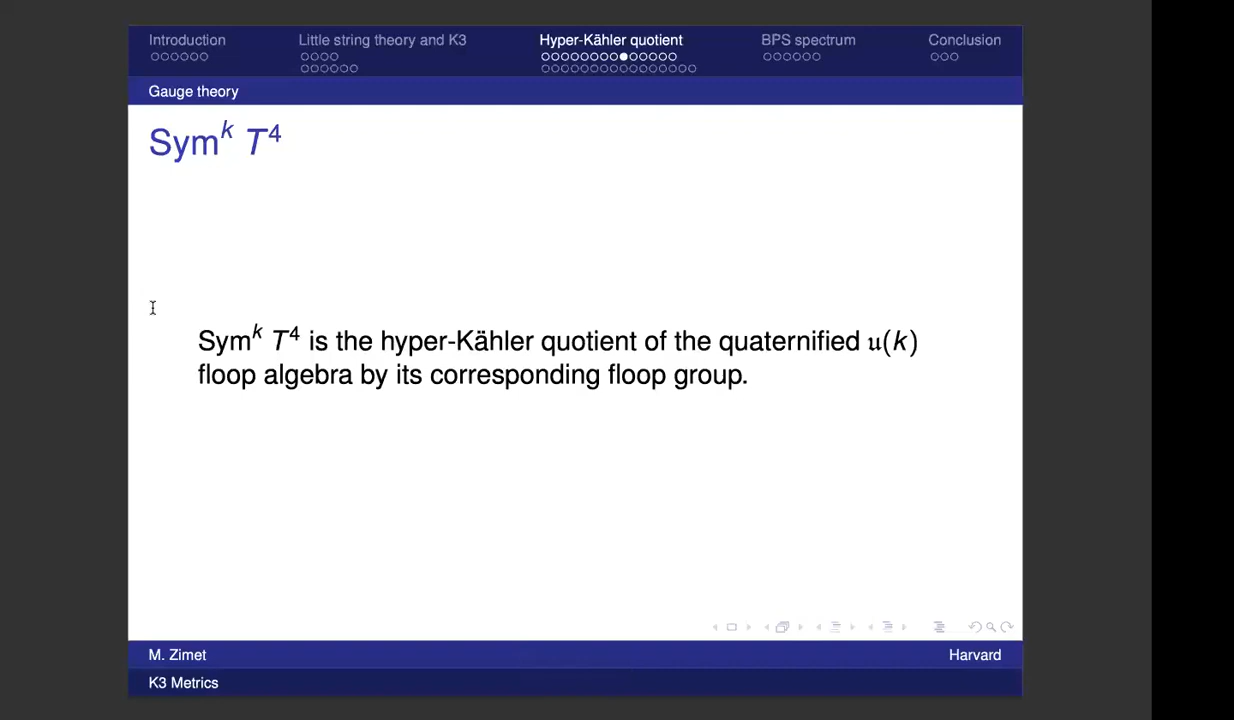 Introduction Little string theory and K3 Hyper-Kähler quotient BPS spectrum Conclusion
Gauge theory
Sym^k T^4
Sym^k T^4 is the hyper-Kähler quotient of the quaternified 𝔲(k)
floop algebra by its corresponding floop group.
M. Zimet Harvard
K3 Metrics